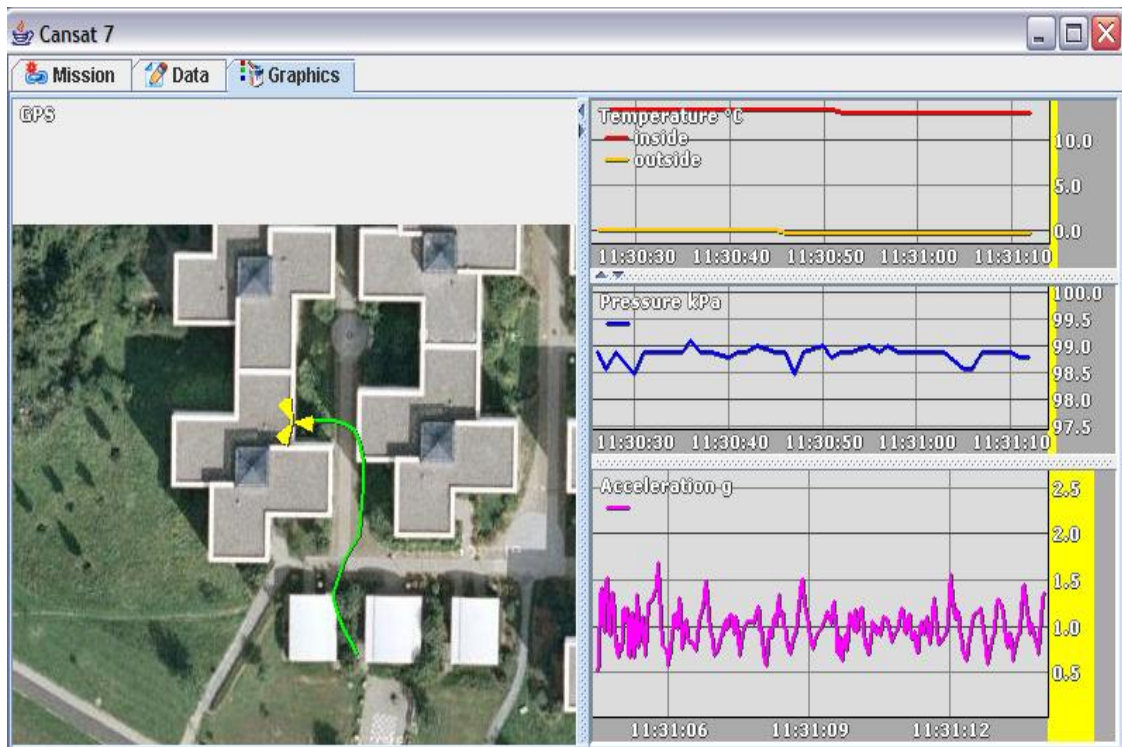 Cansat 7
Mission Data Graphics
GPS
Temperature °C
inside
outside
10.0
5.0
0.0
11:30:30 11:30:40 11:30:50 11:31:00 11:31:10
Pressure kPa
100.0
99.5
99.0
98.5
98.0
97.5
11:30:30 11:30:40 11:30:50 11:31:00 11:31:10
Acceleration g
2.5
2.0
1.5
1.0
0.5
11:31:06 11:31:09 11:31:12